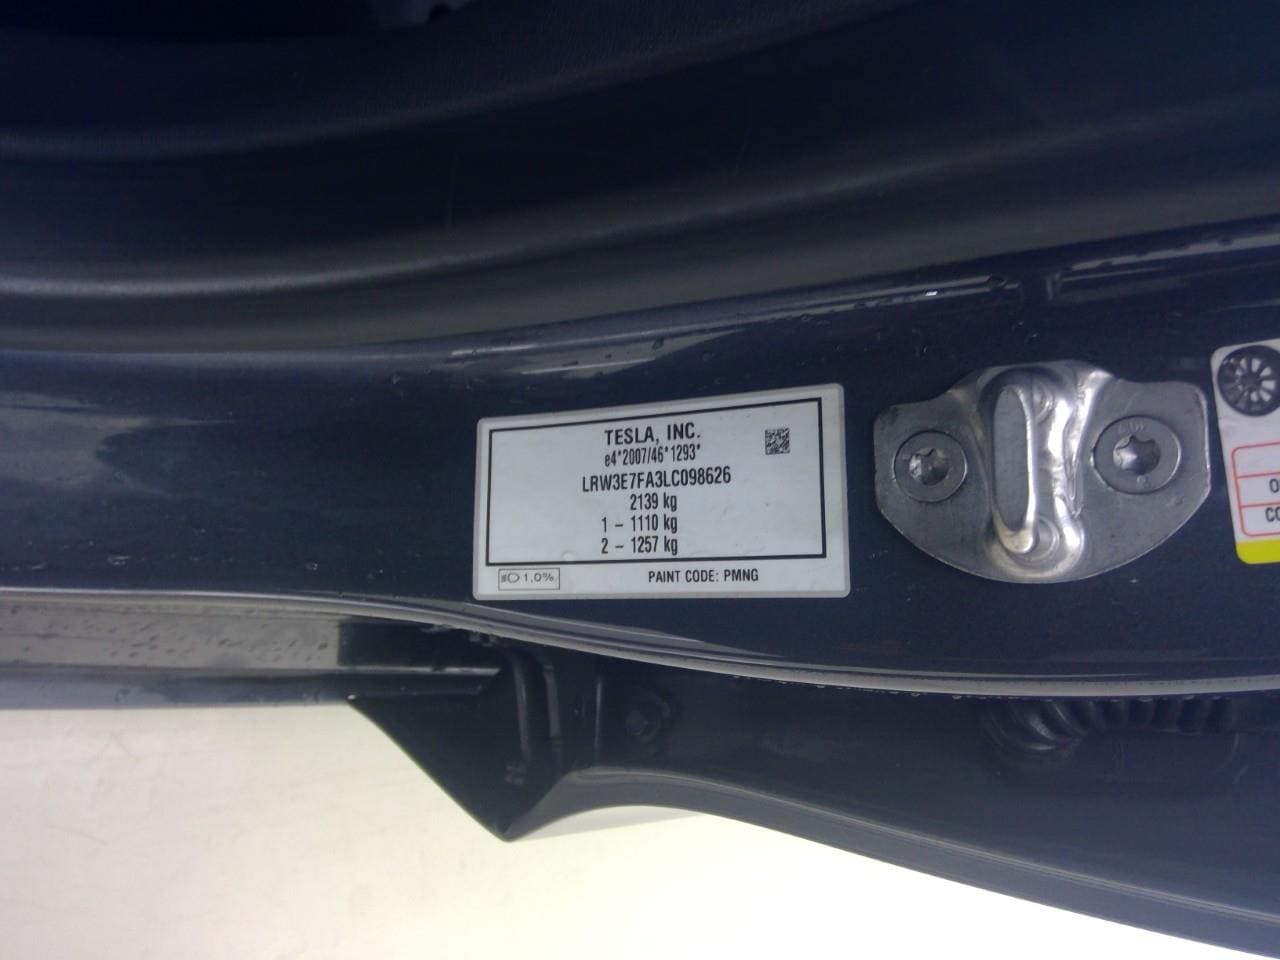 TESLA, INC.
e4*2007/46*1293*
LRW3E7FA3LC098626
2139 kg
1 - 1110 kg
2 - 1257 kg
1,0%
PAINT CODE: PMNG